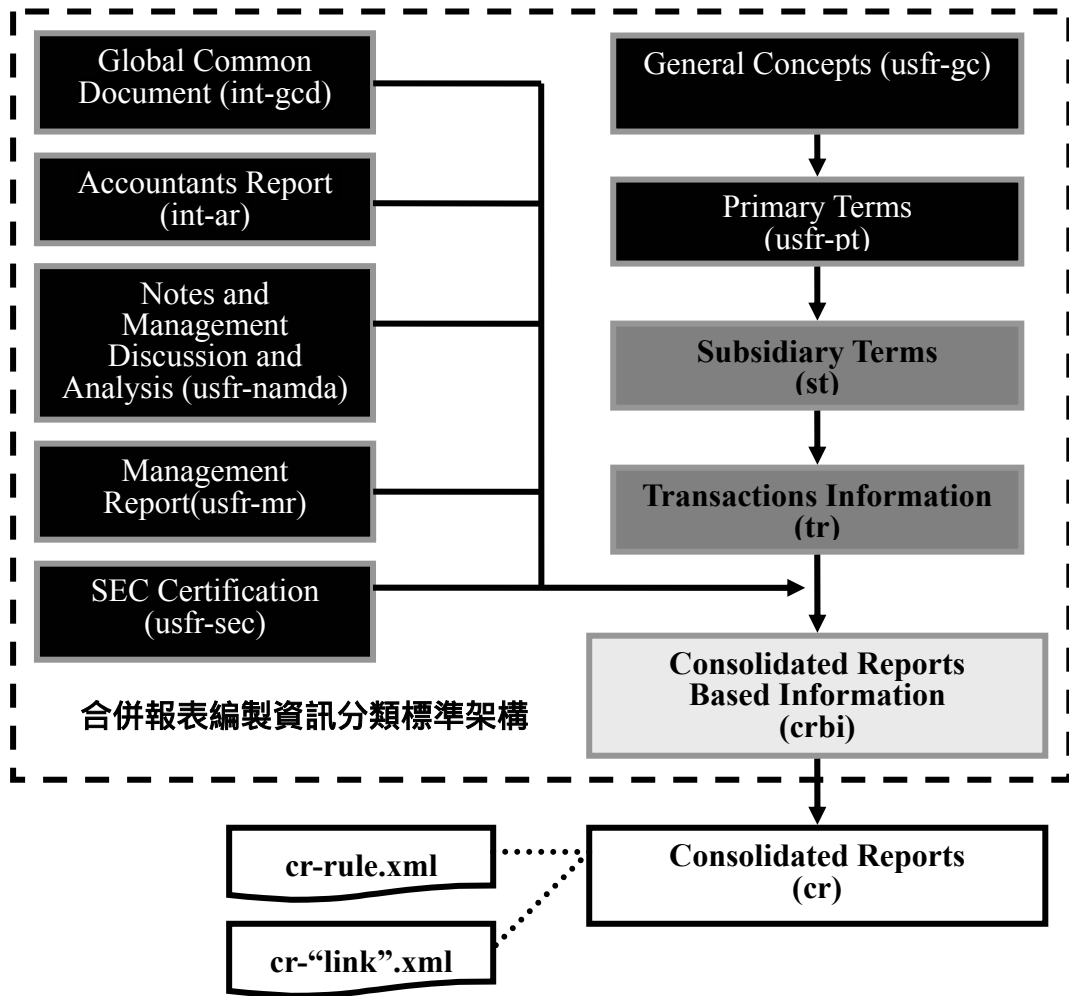 Global Common
Document (int-gcd)
Accountants Report
(int-ar)
Notes and
Management
Discussion and
Analysis (usfr-namda)
Management
Report(usfr-mr)
SEC Certification
(usfr-sec)
General Concepts (usfr-gc)
Primary Terms
(usfr-pt)
Subsidiary Terms
(st)
Transactions Information
(tr)
Consolidated Reports
Based Information
(crbi)
合併報表編製資訊分類標準架構
Consolidated Reports
(cr)
cr-rule.xml
cr-“link”.xml